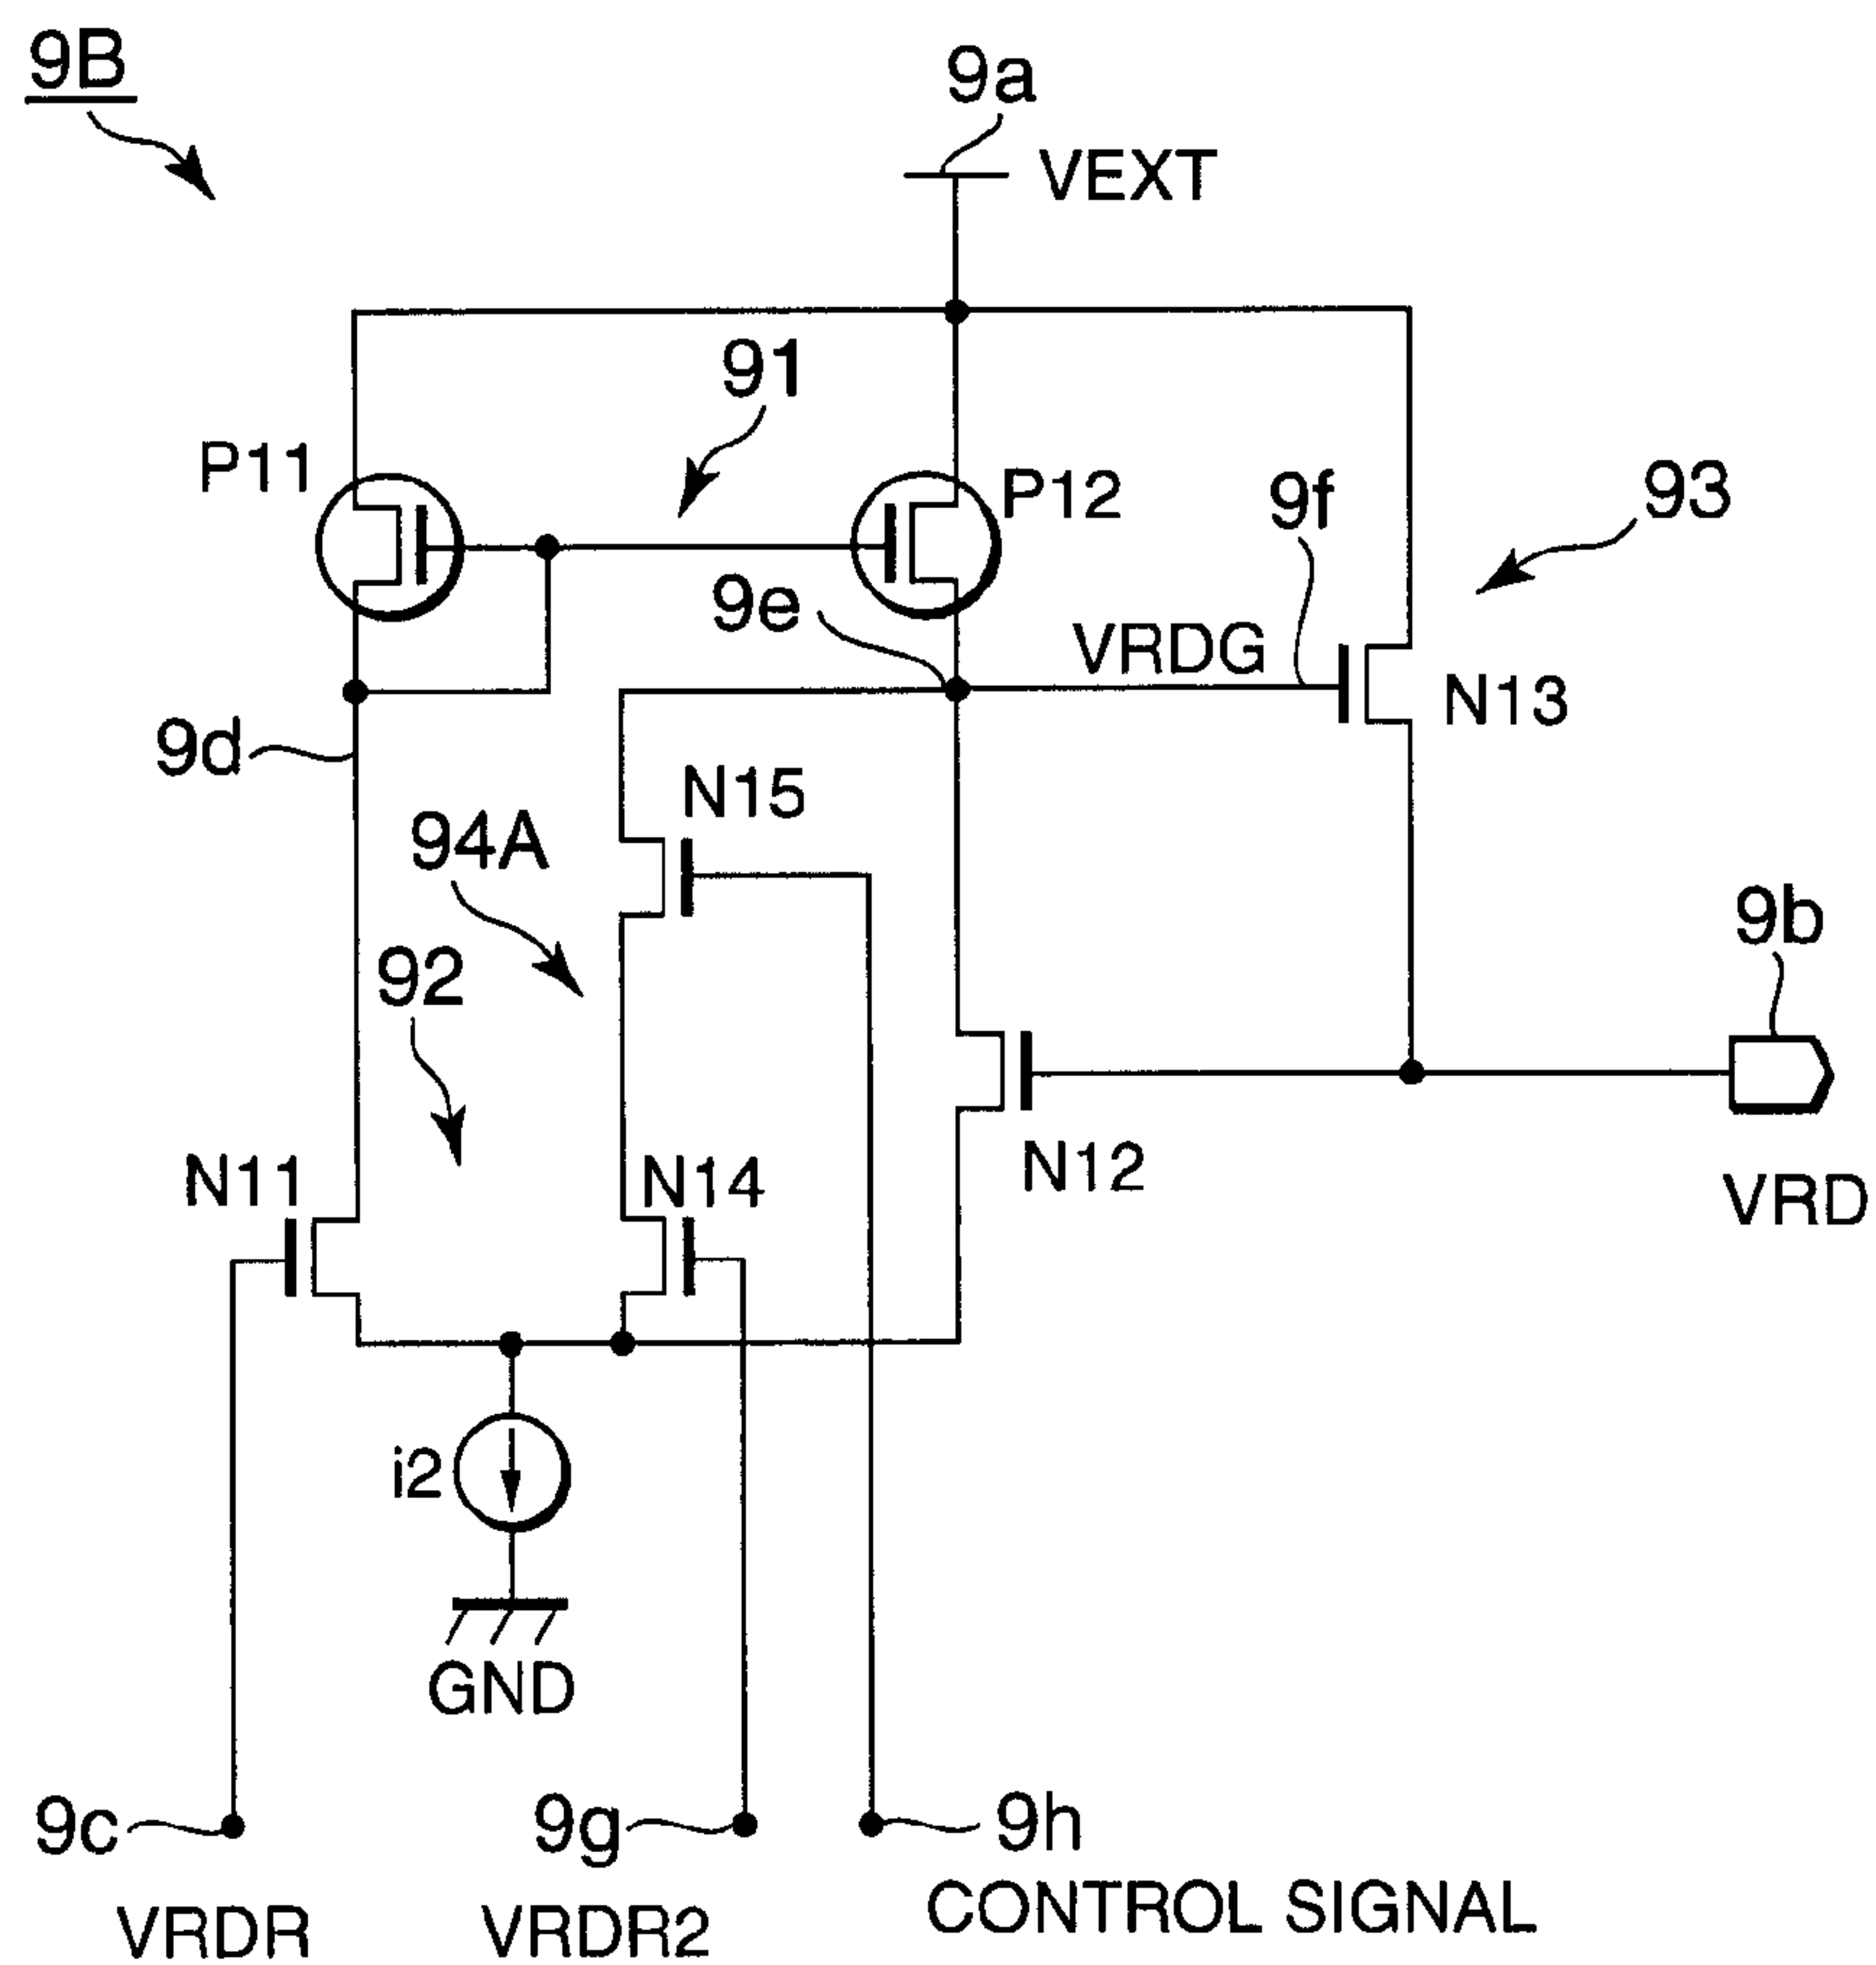 9B
9a
VEXT
91
P11
P12
9f
93
9e
VRDG
N13
9d
N15
94A
9b
92
N11
N14
N12
VRD
i2
GND
9c
9g
9h
CONTROL SIGNAL
VRDR
VRDR2